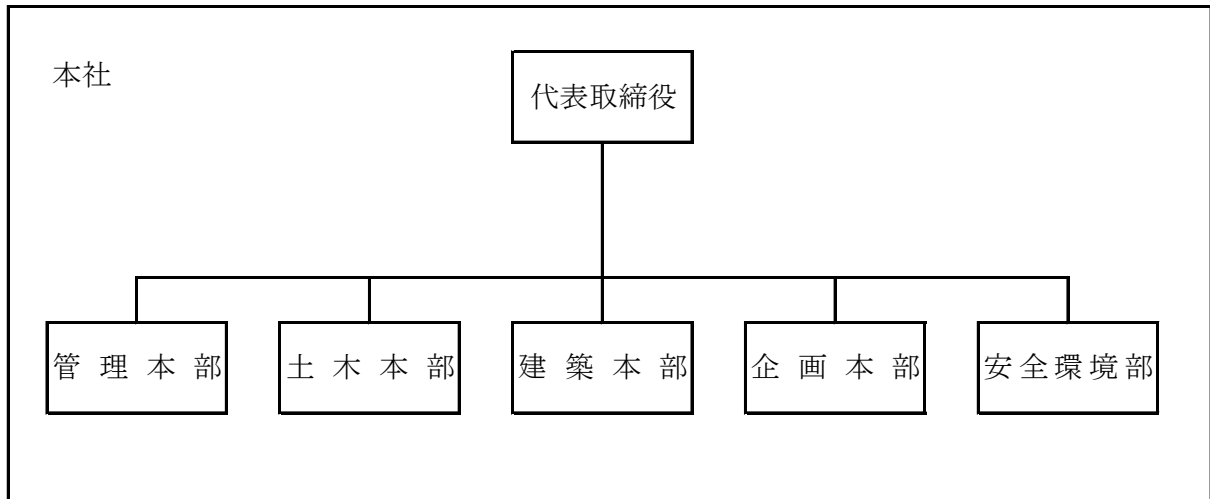 本社
代表取締役
管理本部
土木本部
建築本部
企画本部
安全環境部